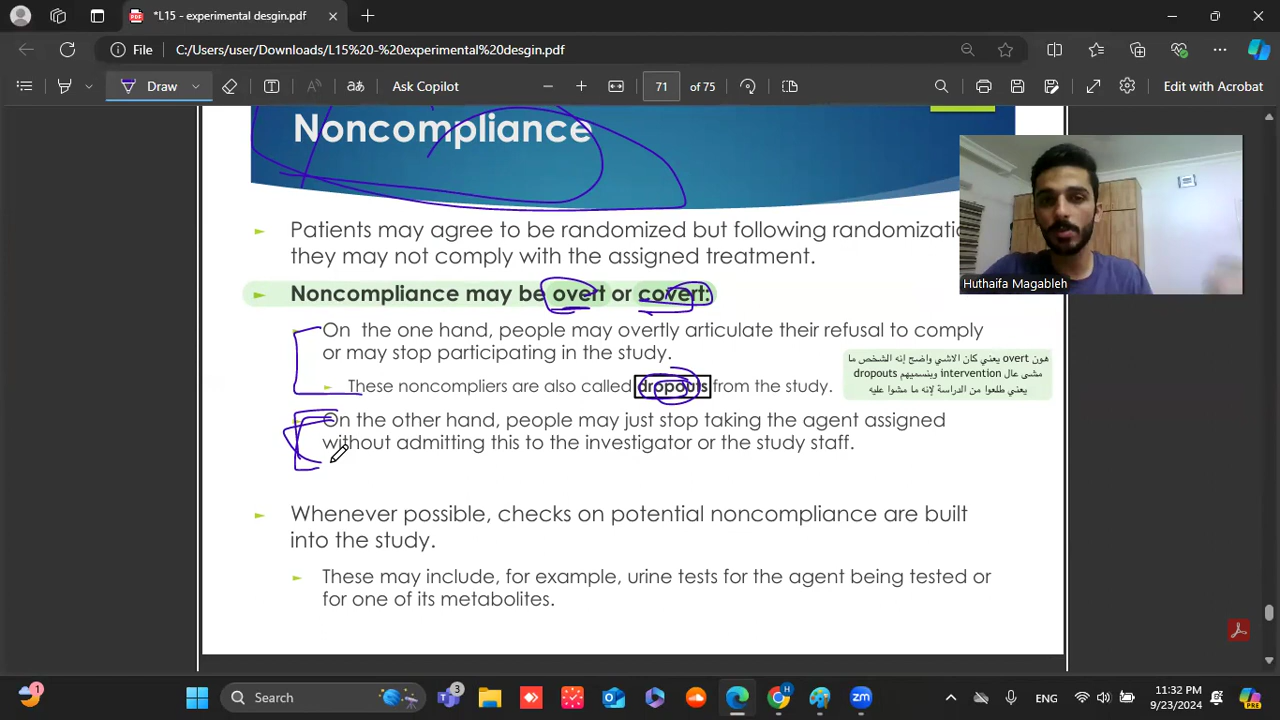 *L15 - experimental desgin.pdf
File
C:/Users/user/Downloads/L15%20-%20experimental%20desgin.pdf
Draw
Ask Copilot
71 of 75
Edit with Acrobat
Noncompliance
Huthaifa Magableh
Patients may agree to be randomized but following
they may not comply with the assigned treatment.
Noncompliance may be overt or covert:
On the one hand, people may overtly articulate their refusal to comply
or may stop participating in the study.
These noncompliers are also called dropouts from the study.
هون overt يعني كان الاشي واضح إنه الشخص ما
مشى عال intervention وبنسميهم dropouts
يعني طلعوا من الدراسة لإنه ما مشوا عليه
On the other hand, people may just stop taking the agent assigned
without admitting this to the investigator or the study staff.
Whenever possible, checks on potential noncompliance are built
into the study.
These may include, for example, urine tests for the agent being tested or
for one of its metabolites.
1
Search
3
zm
ENG
11:32 PM
9/23/2024
PRE